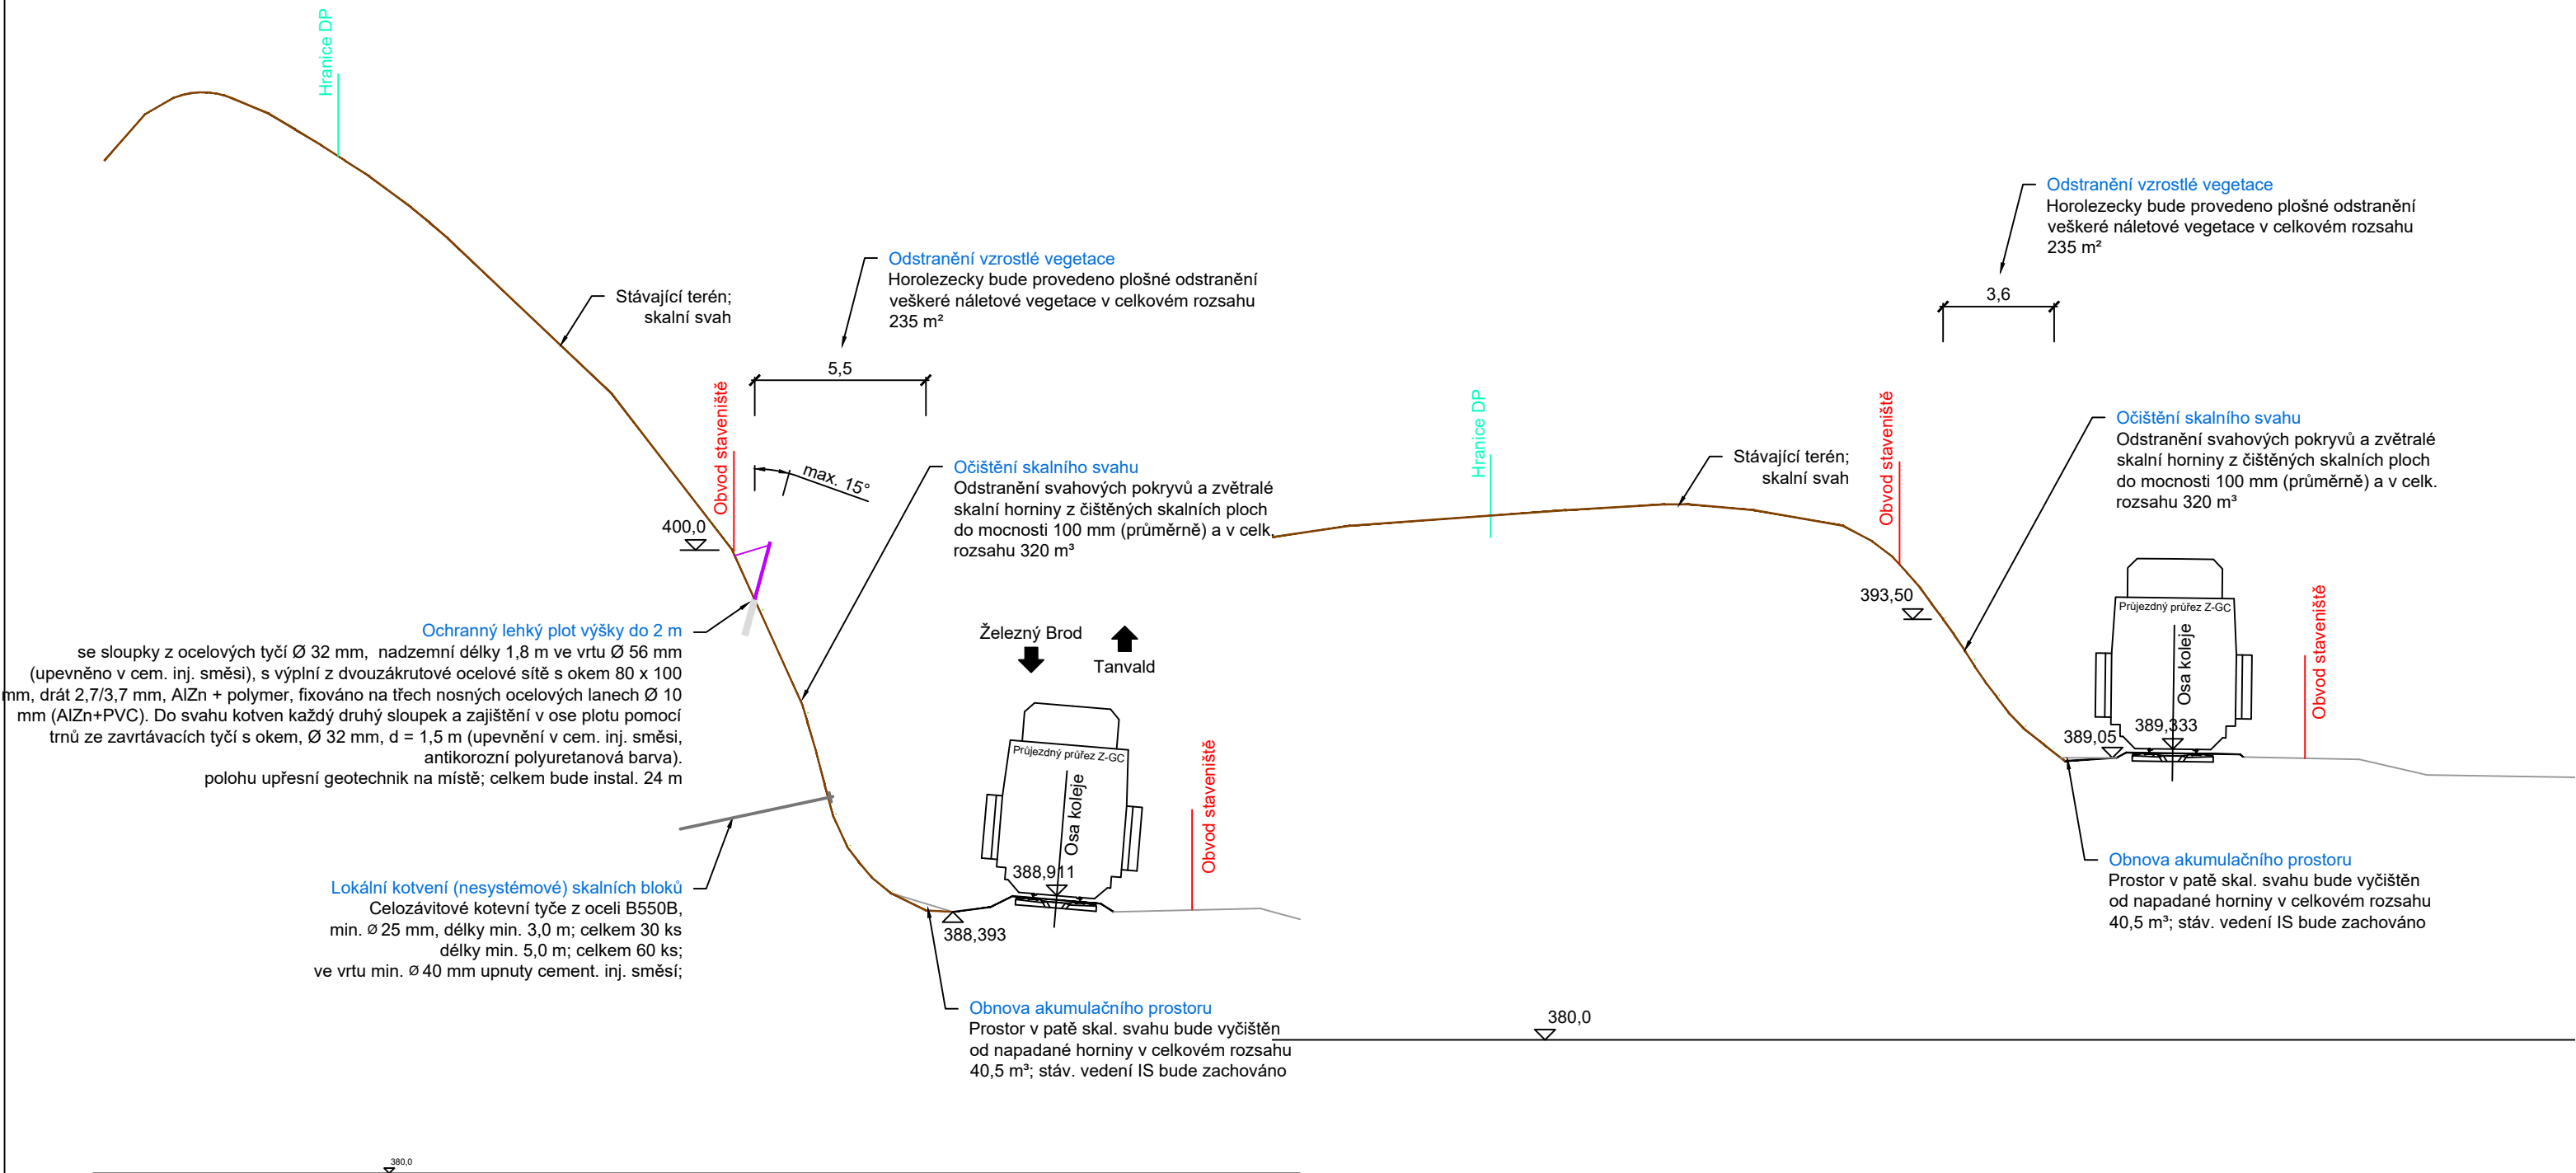 Hranice DP
Stávající terén;
skalní svah
Odstranění vzrostlé vegetace
Horolezecky bude provedeno plošné odstranění
veškeré náletové vegetace v celkovém rozsahu
235 m²
5,5
Obvod staveniště
max. 15°
400,0
Očištění skalního svahu
Odstranění svahových pokryvů a zvětralé
skalní horniny z čištěných skalních ploch
do mocnosti 100 mm (průměrně) a v celk.
rozsahu 320 m³
Ochranný lehký plot výšky do 2 m
se sloupky z ocelových tyčí Ø 32 mm, nadzemní délky 1,8 m ve vrtu Ø 56 mm
(upevněno v cem. inj. směsi), s výplní z dvouzákrutové ocelové sítě s okem 80 x 100
mm, drát 2,7/3,7 mm, AlZn + polymer, fixováno na třech nosných ocelových lanech Ø 10
mm (AlZn+PVC). Do svahu kotven každý druhý sloupek a zajištění v ose plotu pomocí
trnů ze zavrtávacích tyčí s okem, Ø 32 mm, d = 1,5 m (upevnění v cem. inj. směsi,
antikorozní polyuretanová barva).
polohu upřesní geotechnik na místě; celkem bude instal. 24 m
Železný Brod
Tanvald
Průjezdný průřez Z-GC
Osa koleje
388,911
Obvod staveniště
388,393
Lokální kotvení (nesystémové) skalních bloků
Celozávitové kotevní tyče z oceli B550B,
min. Ø 25 mm, délky min. 3,0 m; celkem 30 ks
délky min. 5,0 m; celkem 60 ks;
ve vrtu min. Ø 40 mm upnuty cement. inj. směsí;
Obnova akumulačního prostoru
Prostor v patě skal. svahu bude vyčištěn
od napadané horniny v celkovém rozsahu
40,5 m³; stáv. vedení IS bude zachováno
380,0
Odstranění vzrostlé vegetace
Horolezecky bude provedeno plošné odstranění
veškeré náletové vegetace v celkovém rozsahu
235 m²
3,6
Hranice DP
Stávající terén;
skalní svah
Obvod staveniště
Očištění skalního svahu
Odstranění svahových pokryvů a zvětralé
skalní horniny z čištěných skalních ploch
do mocnosti 100 mm (průměrně) a v celk.
rozsahu 320 m³
393,50
Průjezdný průřez Z-GC
Osa koleje
389,333
389,05
Obvod staveniště
Obnova akumulačního prostoru
Prostor v patě skal. svahu bude vyčištěn
od napadané horniny v celkovém rozsahu
40,5 m³; stáv. vedení IS bude zachováno
380,0